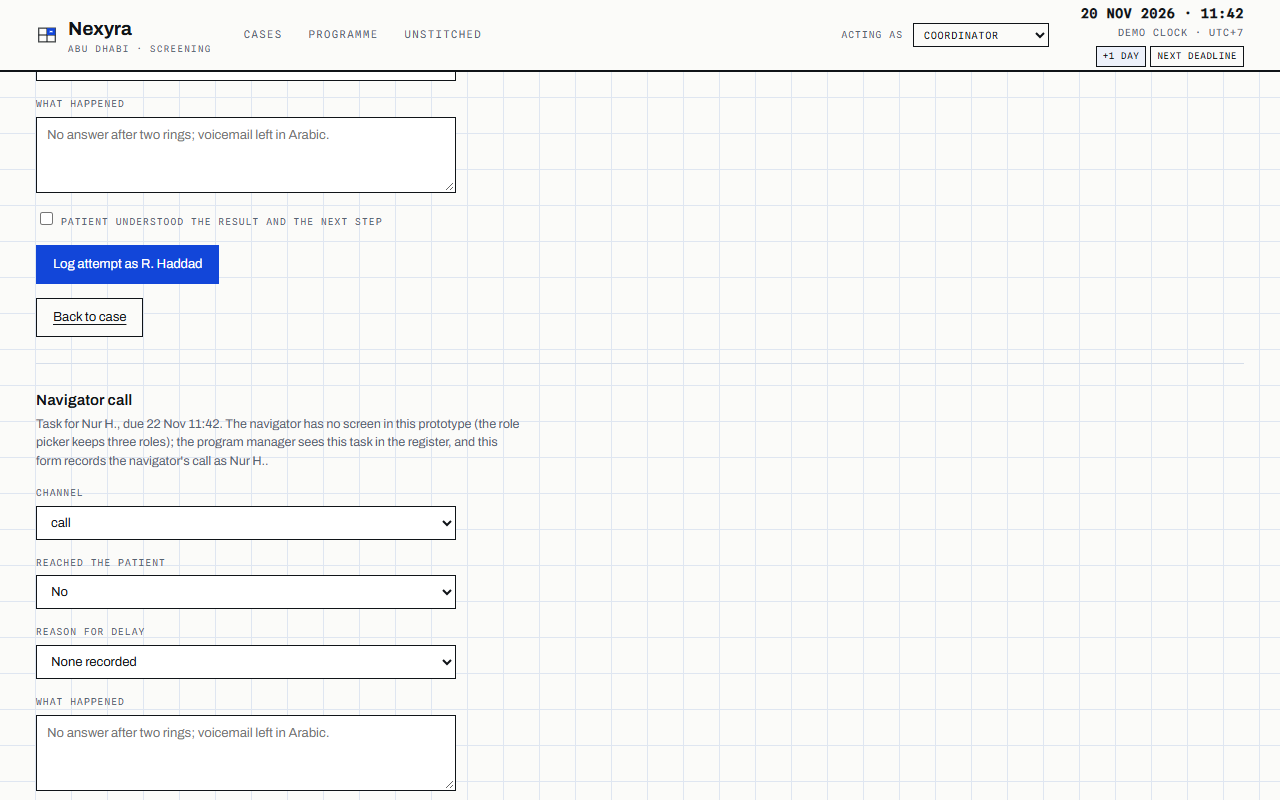 Nexyra
ABU DHABI · SCREENING
CASES
PROGRAMME
UNSTITCHED
ACTING AS
COORDINATOR
20 NOV 2026 · 11:42
DEMO CLOCK · UTC+7
+1 DAY
NEXT DEADLINE
WHAT HAPPENED
No answer after two rings; voicemail left in Arabic.
PATIENT UNDERSTOOD THE RESULT AND THE NEXT STEP
Log attempt as R. Haddad
Back to case
Navigator call
Task for Nur H., due 22 Nov 11:42. The navigator has no screen in this prototype (the role
picker keeps three roles); the program manager sees this task in the register, and this
form records the navigator's call as Nur H..
CHANNEL
call
REACHED THE PATIENT
No
REASON FOR DELAY
None recorded
WHAT HAPPENED
No answer after two rings; voicemail left in Arabic.